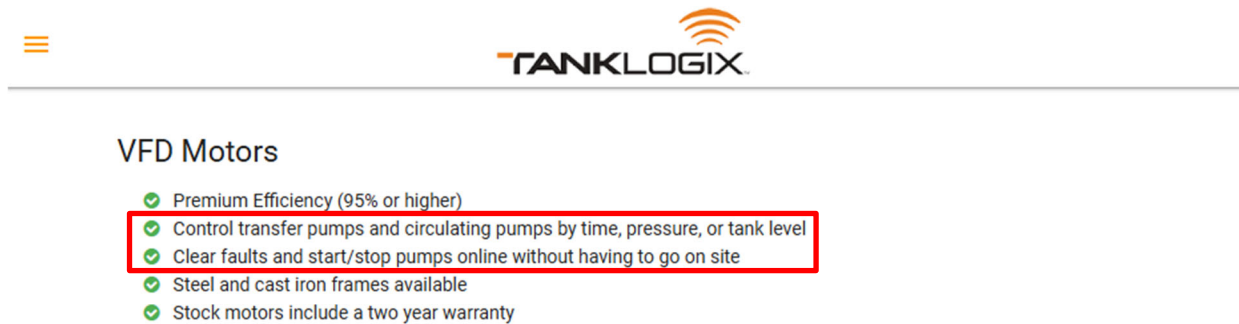 TANKLOGIX
VFD Motors
Premium Efficiency (95% or higher)
Control transfer pumps and circulating pumps by time, pressure, or tank level
Clear faults and start/stop pumps online without having to go on site
Steel and cast iron frames available
Stock motors include a two year warranty